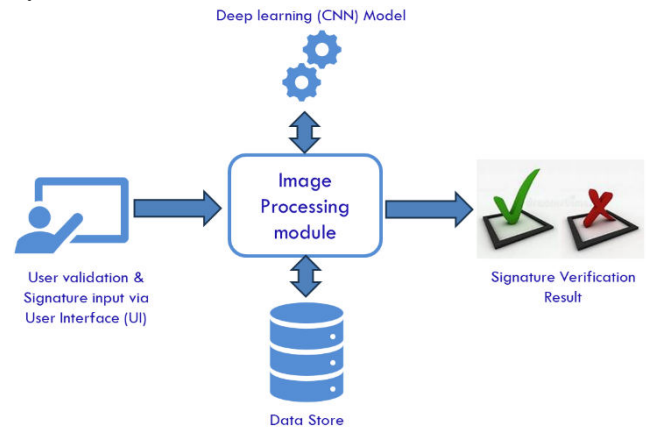 Deep learning (CNN) Model
Image
Processing
module
User validation &
Signature input via
User Interface (UI)
Signature Verification
Result
Data Store